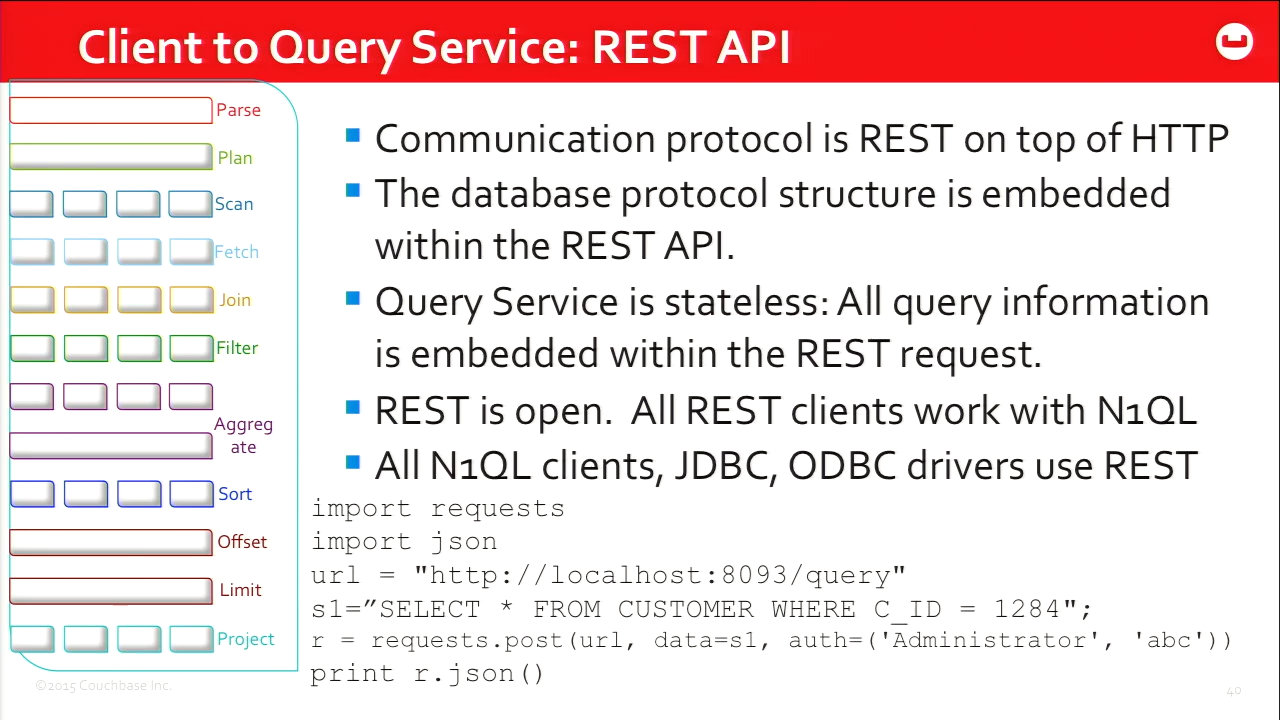 Client to Query Service: REST API
Parse
Plan
Scan
Fetch
Join
Filter
Aggreg
ate
Sort
Offset
Limit
Project
Communication protocol is REST on top of HTTP
The database protocol structure is embedded
within the REST API.
Query Service is stateless: All query information
is embedded within the REST request.
REST is open.  All REST clients work with N1QL
All N1QL clients, JDBC, ODBC drivers use REST
import requests
import json
url = "http://localhost:8093/query"
s1=”SELECT * FROM CUSTOMER WHERE C_ID = 1284";
r = requests.post(url, data=s1, auth=('Administrator', 'abc'))
print r.json()
©2015 Couchbase Inc.
40